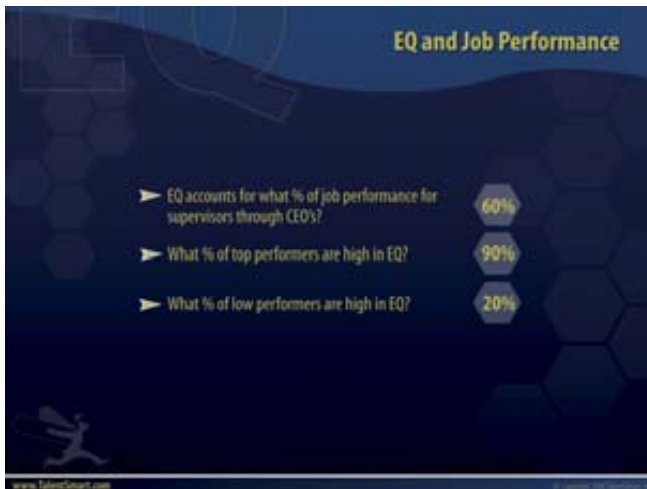 EQ
EQ and Job Performance
EQ accounts for what % of job performance for
supervisors through CEO's?
60%
What % of top performers are high in EQ?
90%
What % of low performers are high in EQ?
20%
www.TalentSmart.com